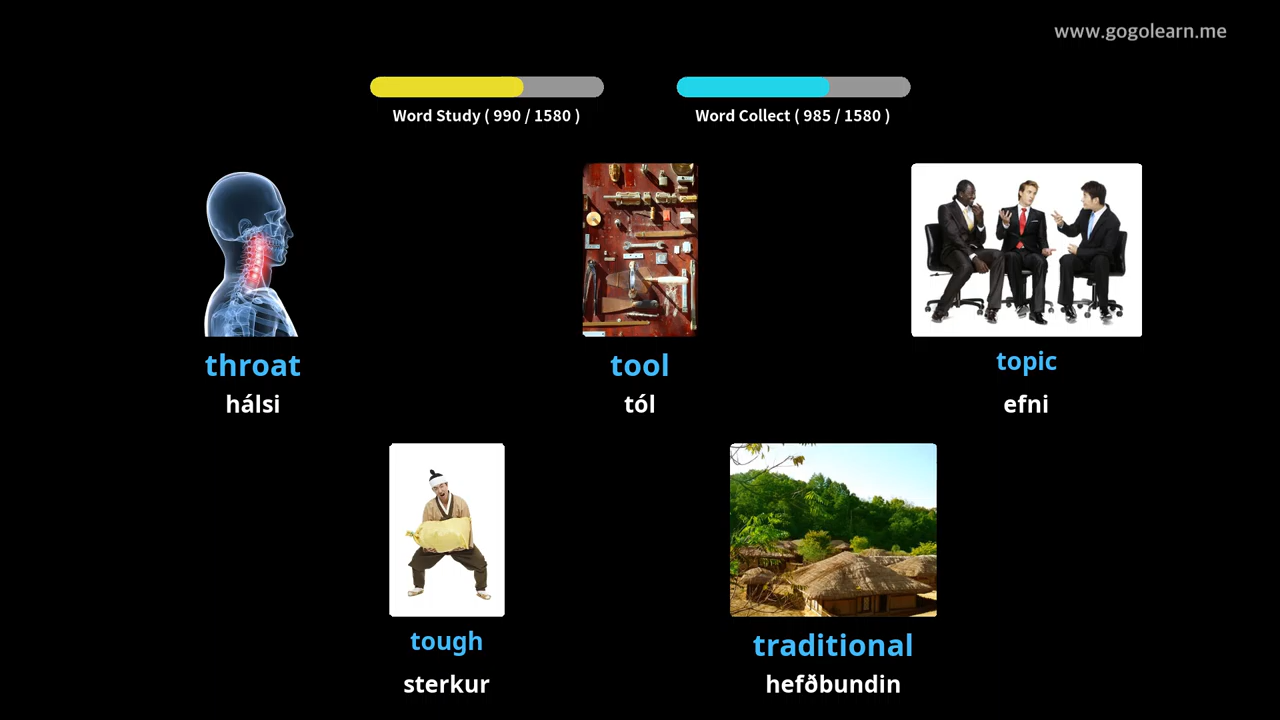 www.gogolearn.me
Word Study ( 990 / 1580 )
Word Collect ( 985 / 1580 )
throat
hálsi
tool
tól
topic
efni
tough
sterkur
traditional
hefðbundin